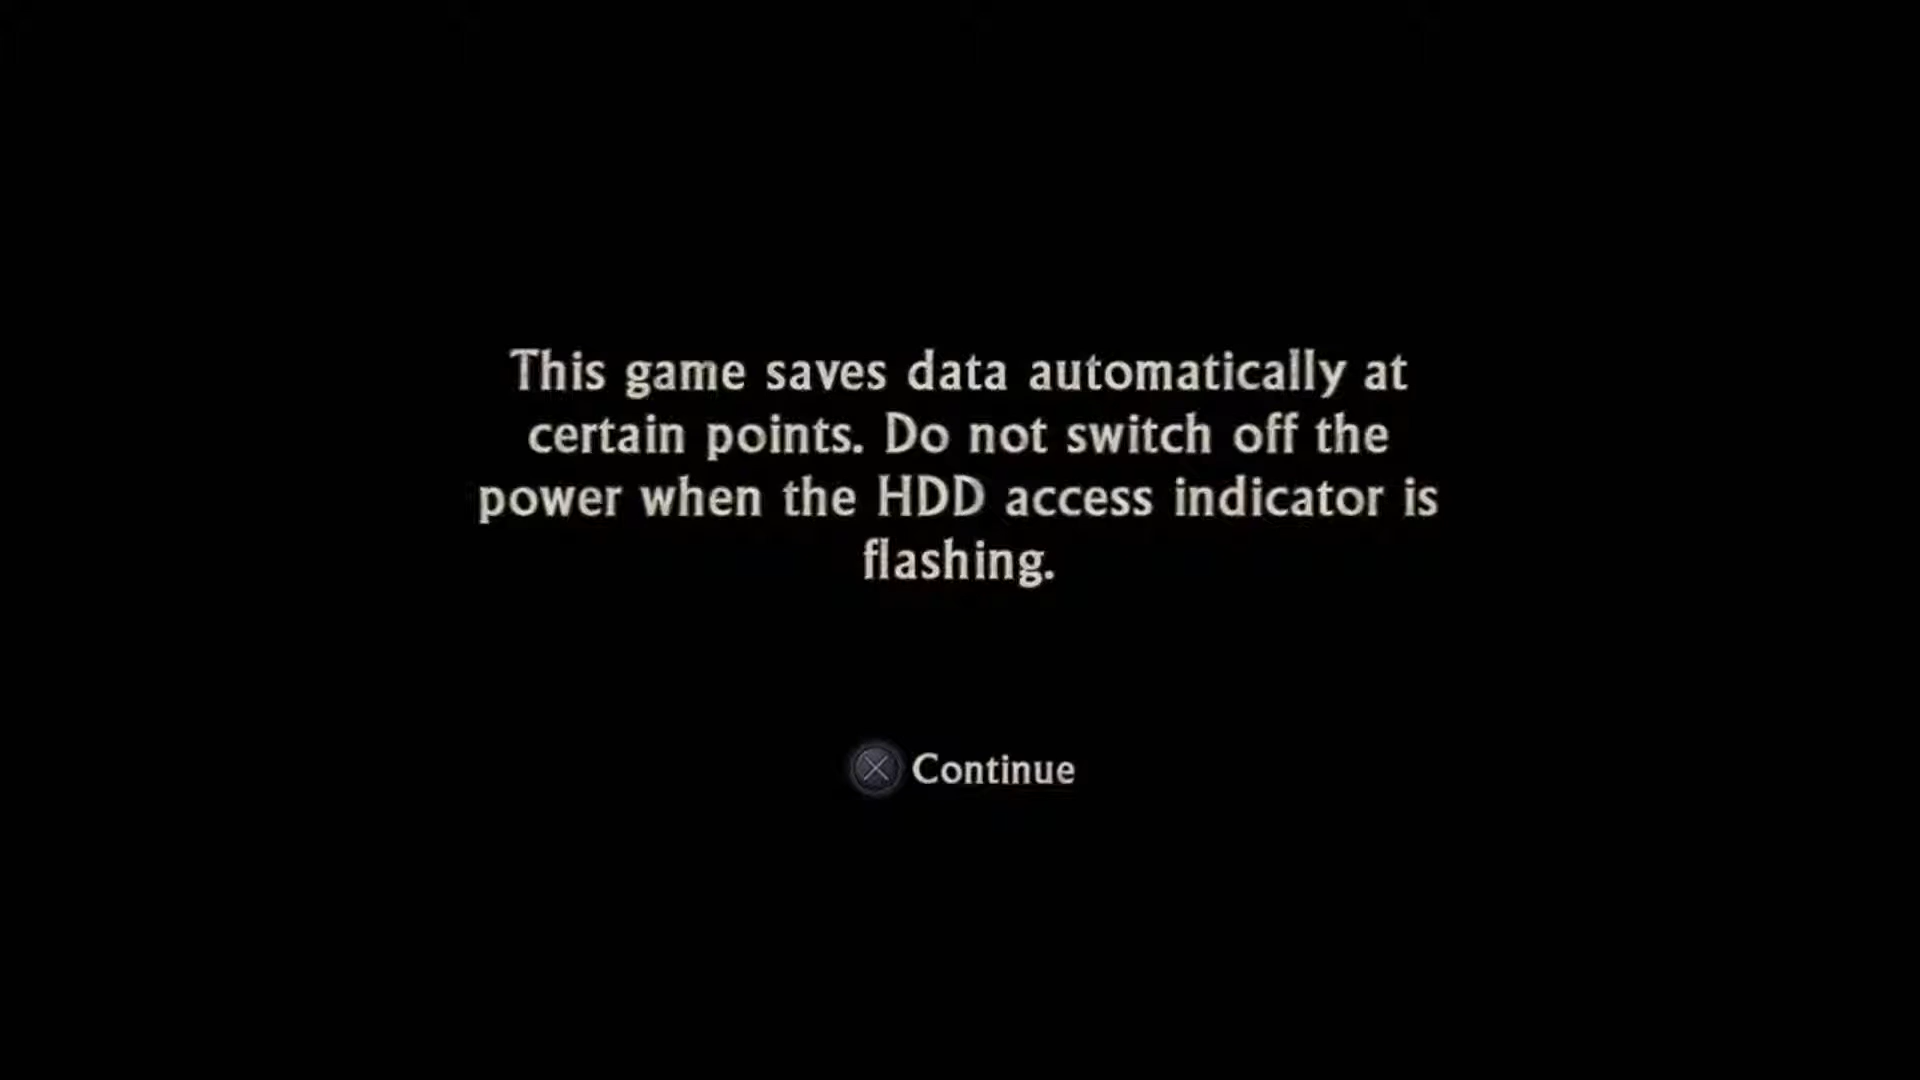 This game saves data automatically at
certain points. Do not switch off the
power when the HDD access indicator is
flashing.
Continue